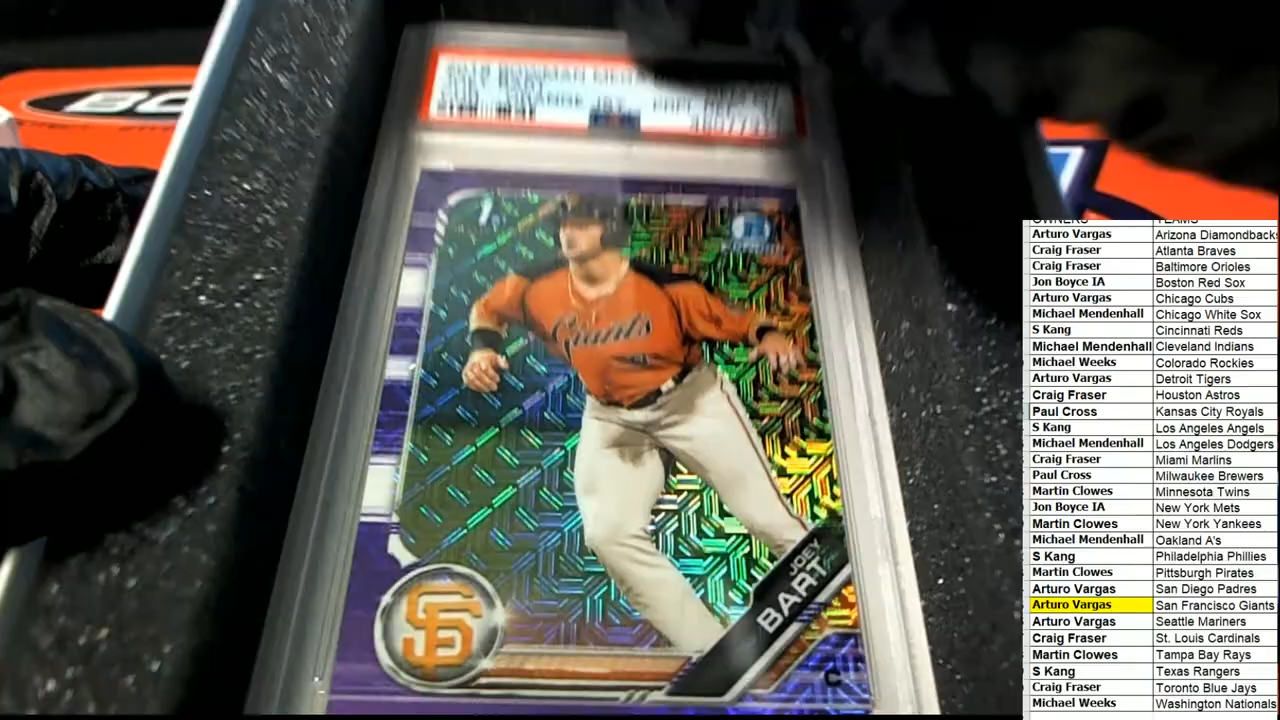 BO
2019 BOWMAN MEGA
1st
Giants
SF
JOEY
BART
C
OWNERS TEAMS
Arturo Vargas Arizona Diamondbacks
Craig Fraser Atlanta Braves
Craig Fraser Baltimore Orioles
Jon Boyce IA Boston Red Sox
Arturo Vargas Chicago Cubs
Michael Mendenhall Chicago White Sox
S Kang Cincinnati Reds
Michael Mendenhall Cleveland Indians
Michael Weeks Colorado Rockies
Arturo Vargas Detroit Tigers
Craig Fraser Houston Astros
Paul Cross Kansas City Royals
S Kang Los Angeles Angels
Michael Mendenhall Los Angeles Dodgers
Craig Fraser Miami Marlins
Paul Cross Milwaukee Brewers
Martin Clowes Minnesota Twins
Jon Boyce IA New York Mets
Martin Clowes New York Yankees
Michael Mendenhall Oakland A's
S Kang Philadelphia Phillies
Martin Clowes Pittsburgh Pirates
Arturo Vargas San Diego Padres
Arturo Vargas San Francisco Giants
Arturo Vargas Seattle Mariners
Craig Fraser St. Louis Cardinals
Martin Clowes Tampa Bay Rays
S Kang Texas Rangers
Craig Fraser Toronto Blue Jays
Michael Weeks Washington Nationals